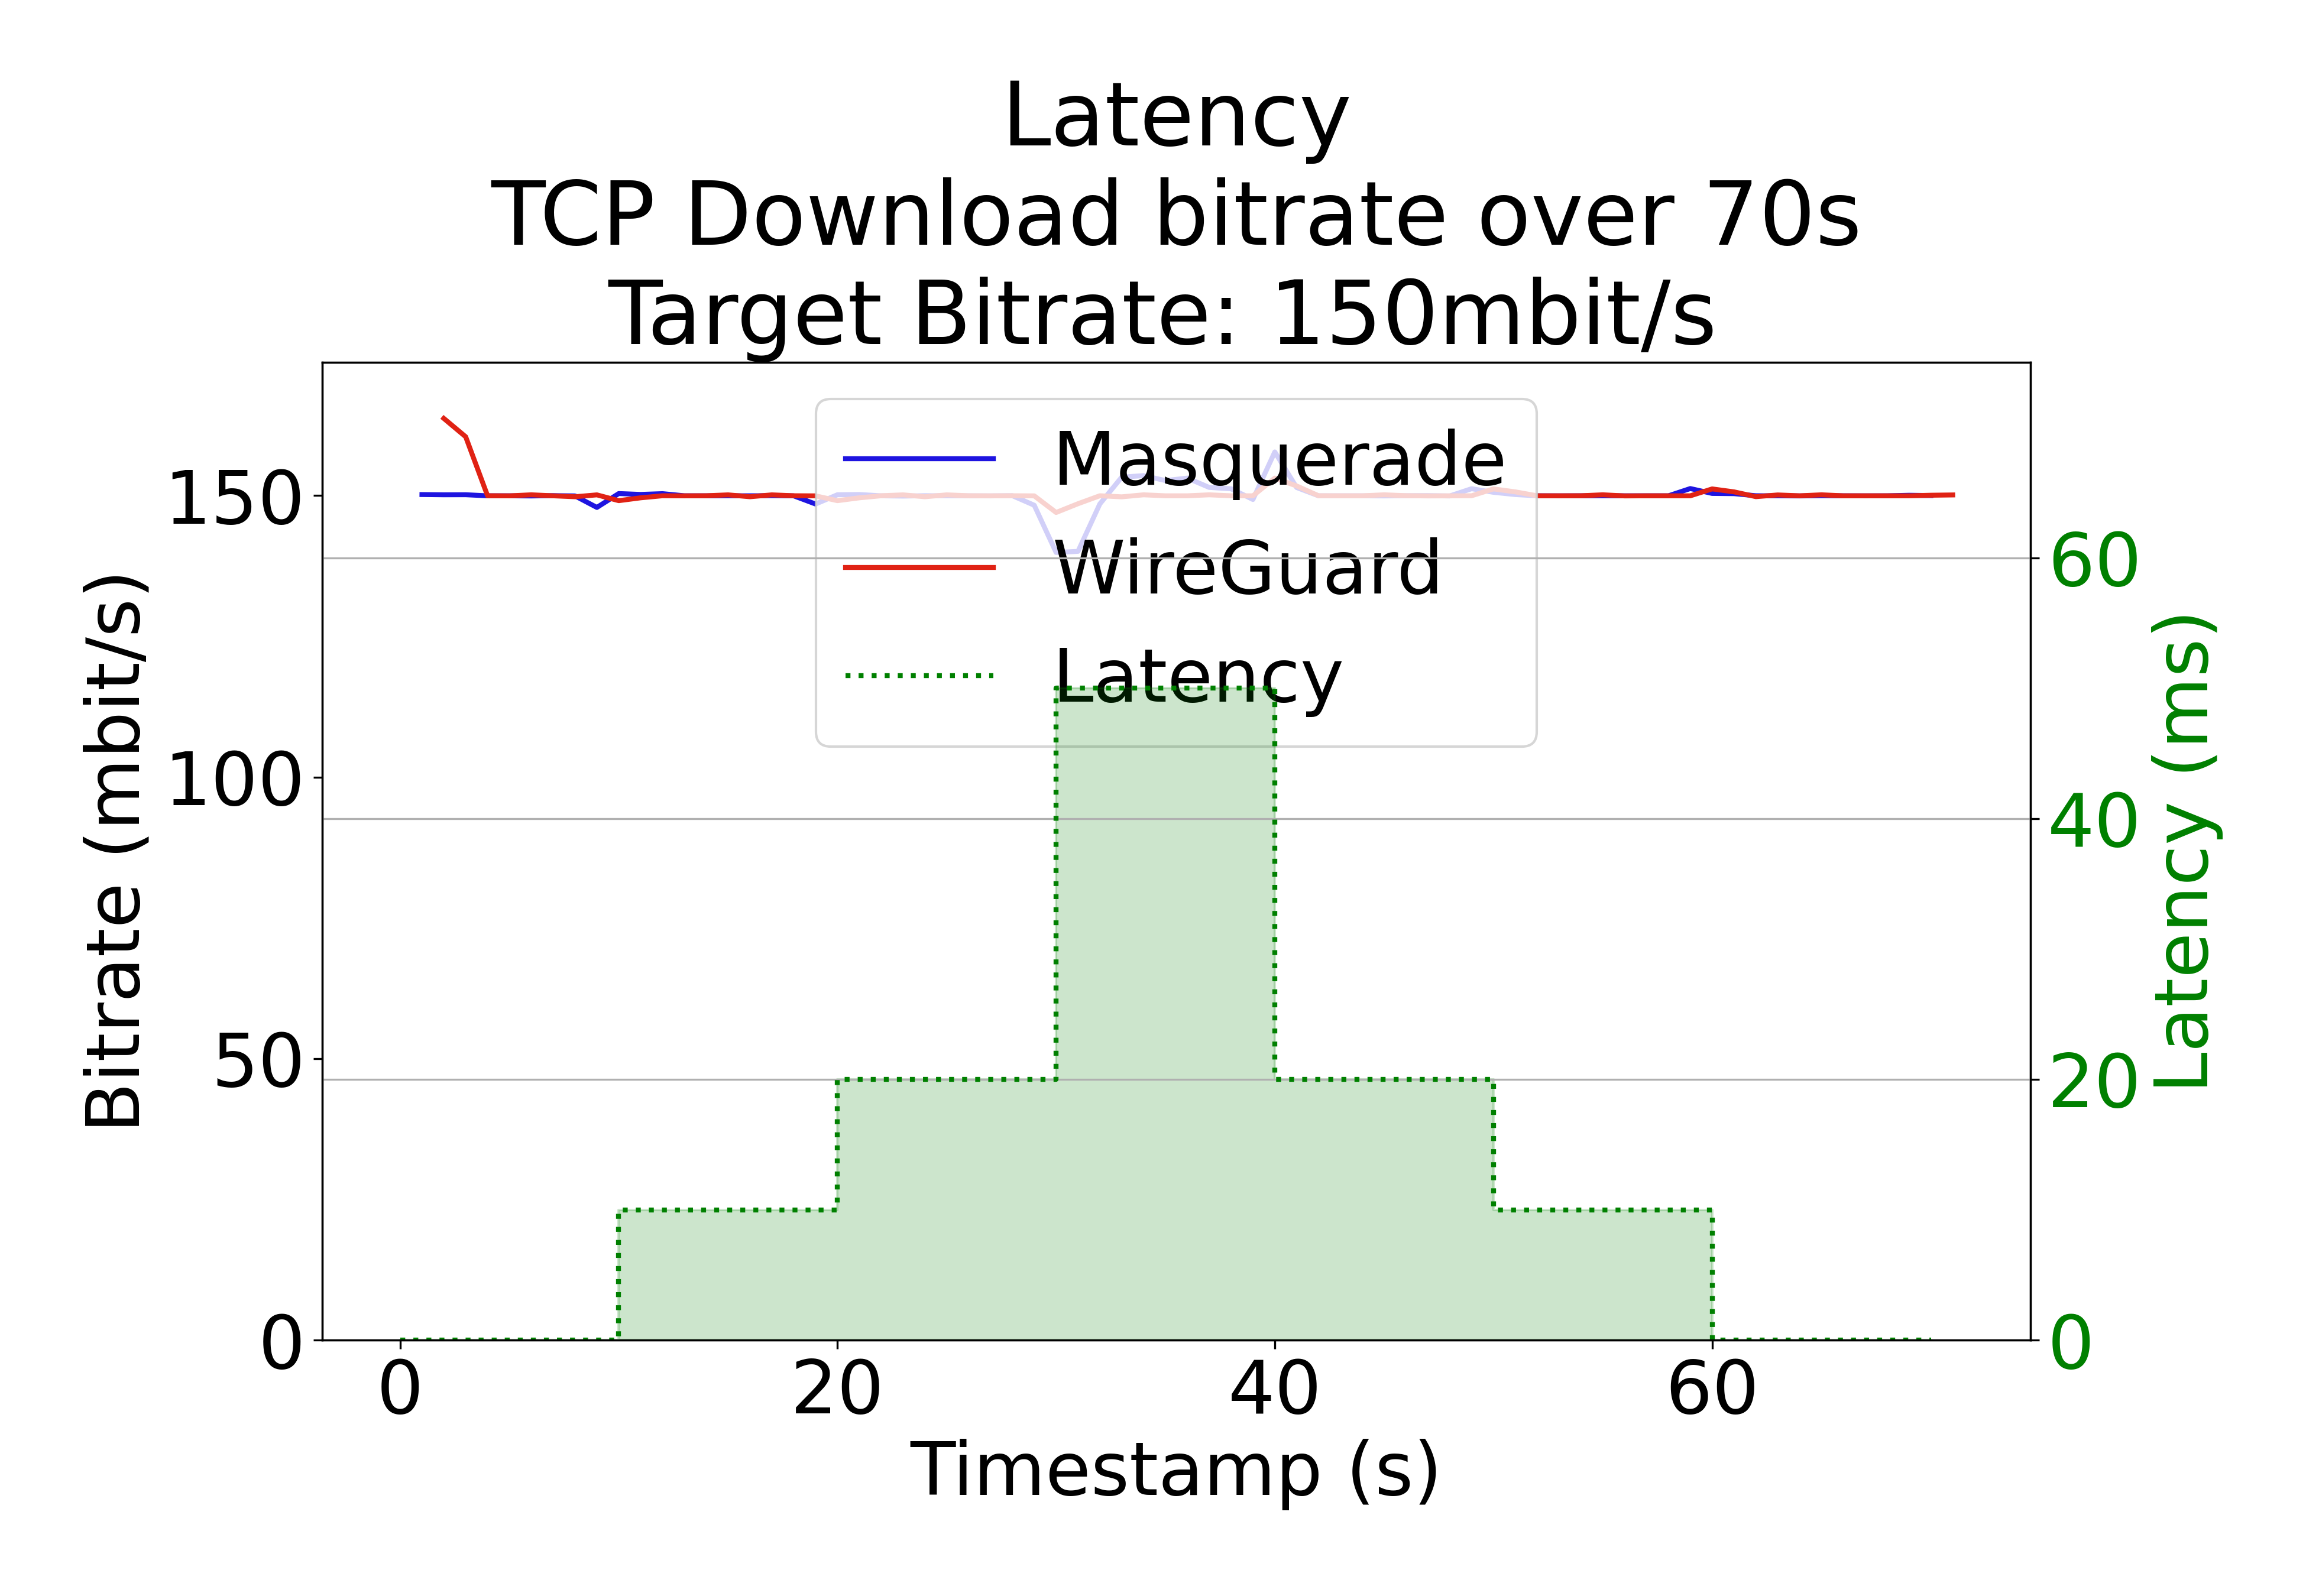 Latency
TCP Download bitrate over 70s
Target Bitrate: 150mbit/s
Masquerade
WireGuard
Latency
Bitrate (mbit/s)
150
100
50
0
60
40
20
0
Latency (ms)
0 20 40 60
Timestamp (s)